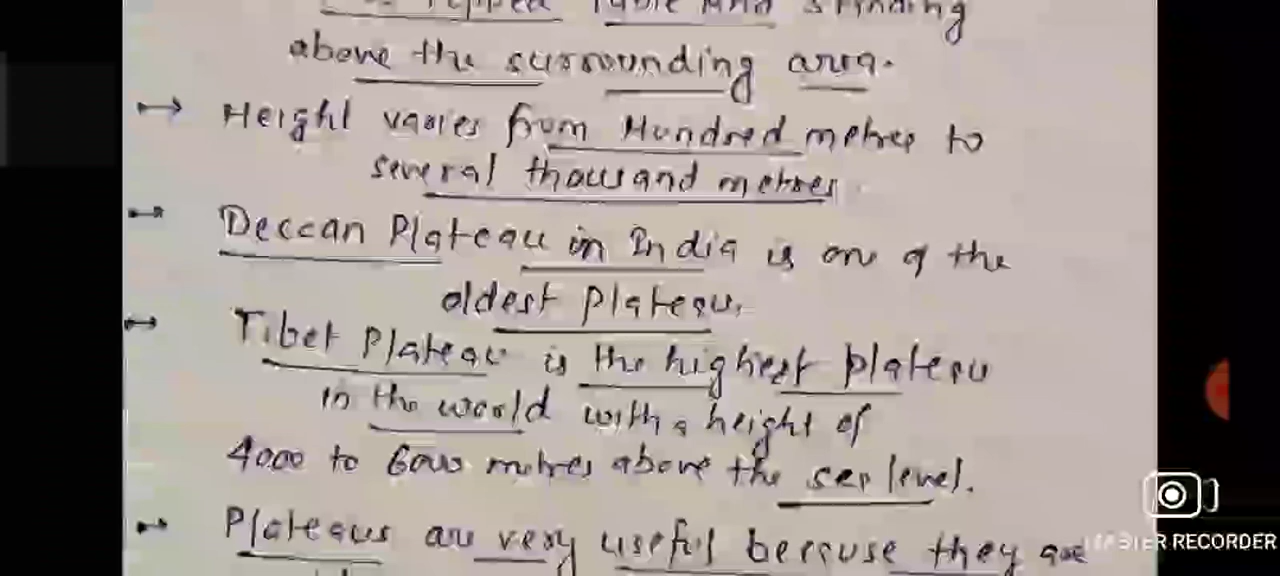 above the surrounding area.
Height varies from Hundred metres to
several thousand metres.
Deccan Plateau in India is one of the
oldest Plateau.
Tibet Plateau is the highest plateau
in the world with a height of
4000 to 6000 metres above the sea level.
Plateaus are very useful because they are
MASTER RECORDER